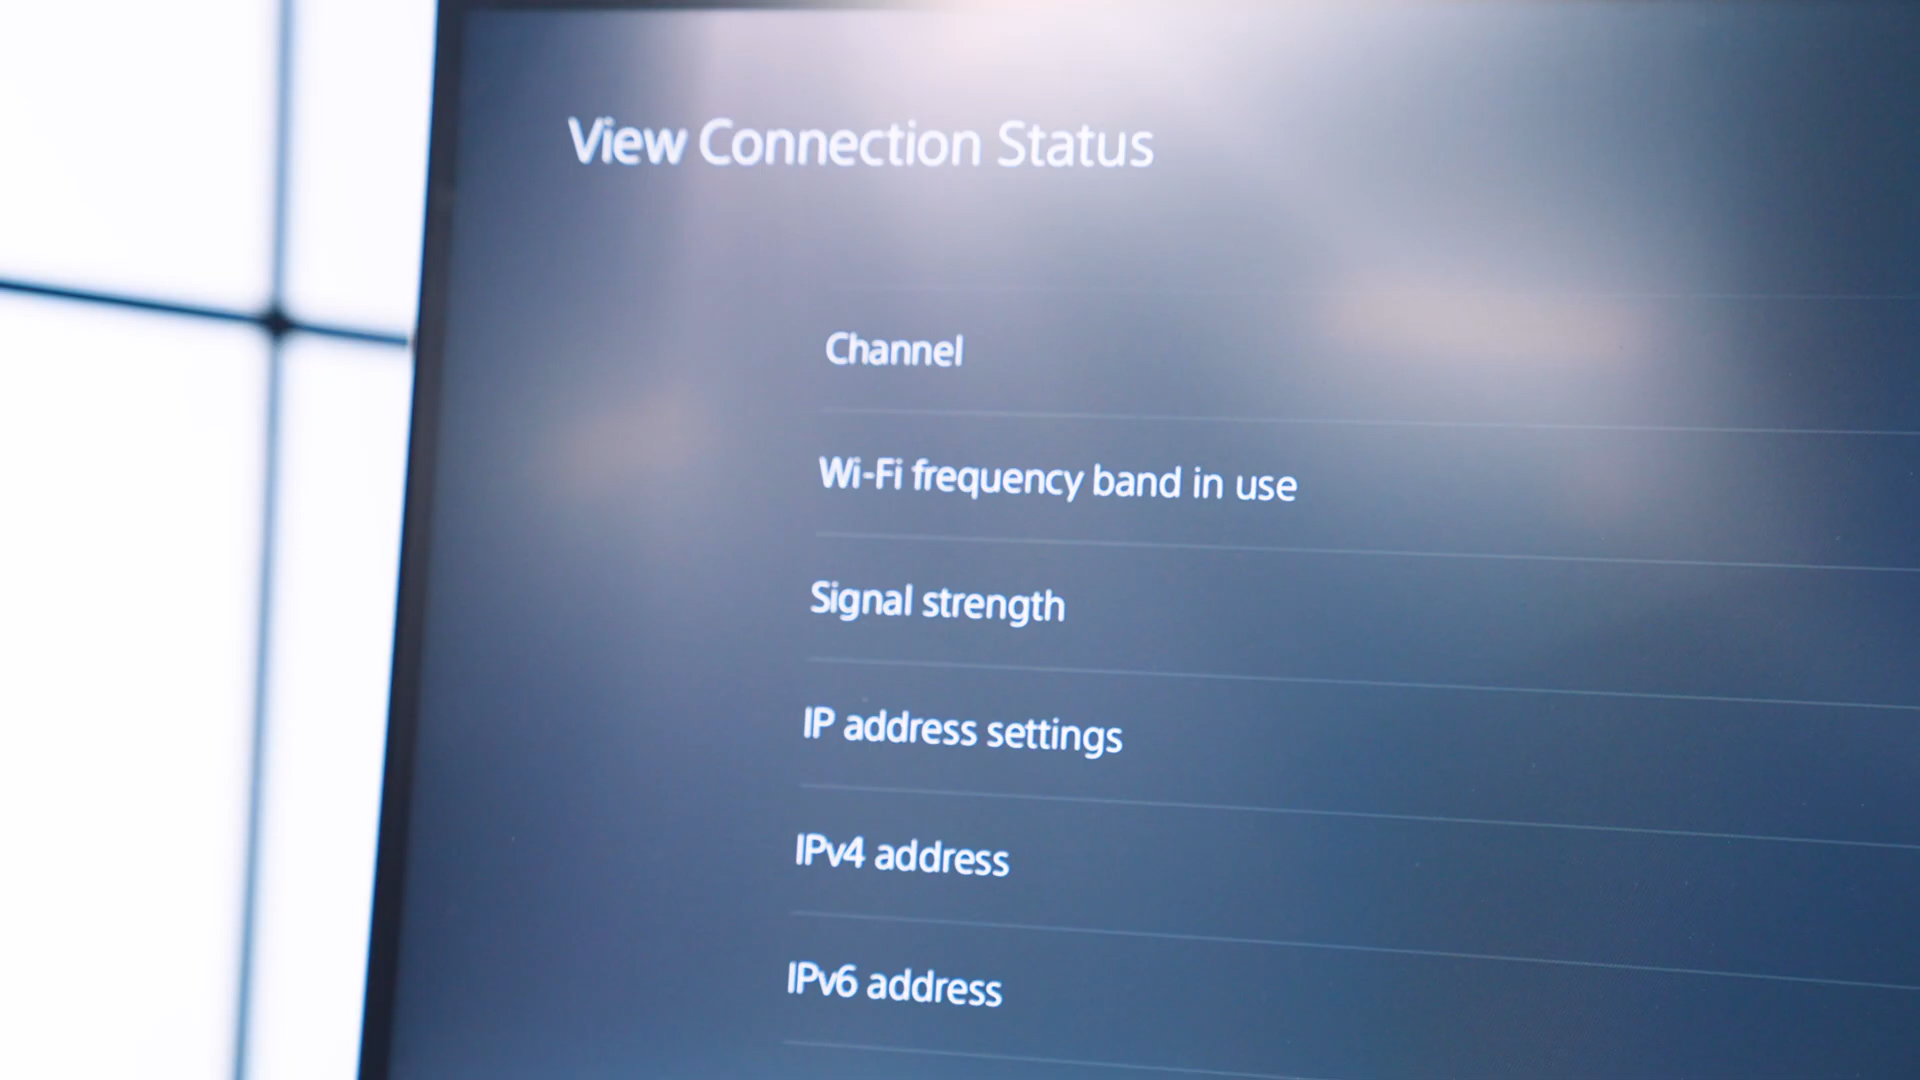 View Connection Status
Channel
Wi-Fi frequency band in use
Signal strength
IP address settings
IPv4 address
IPv6 address